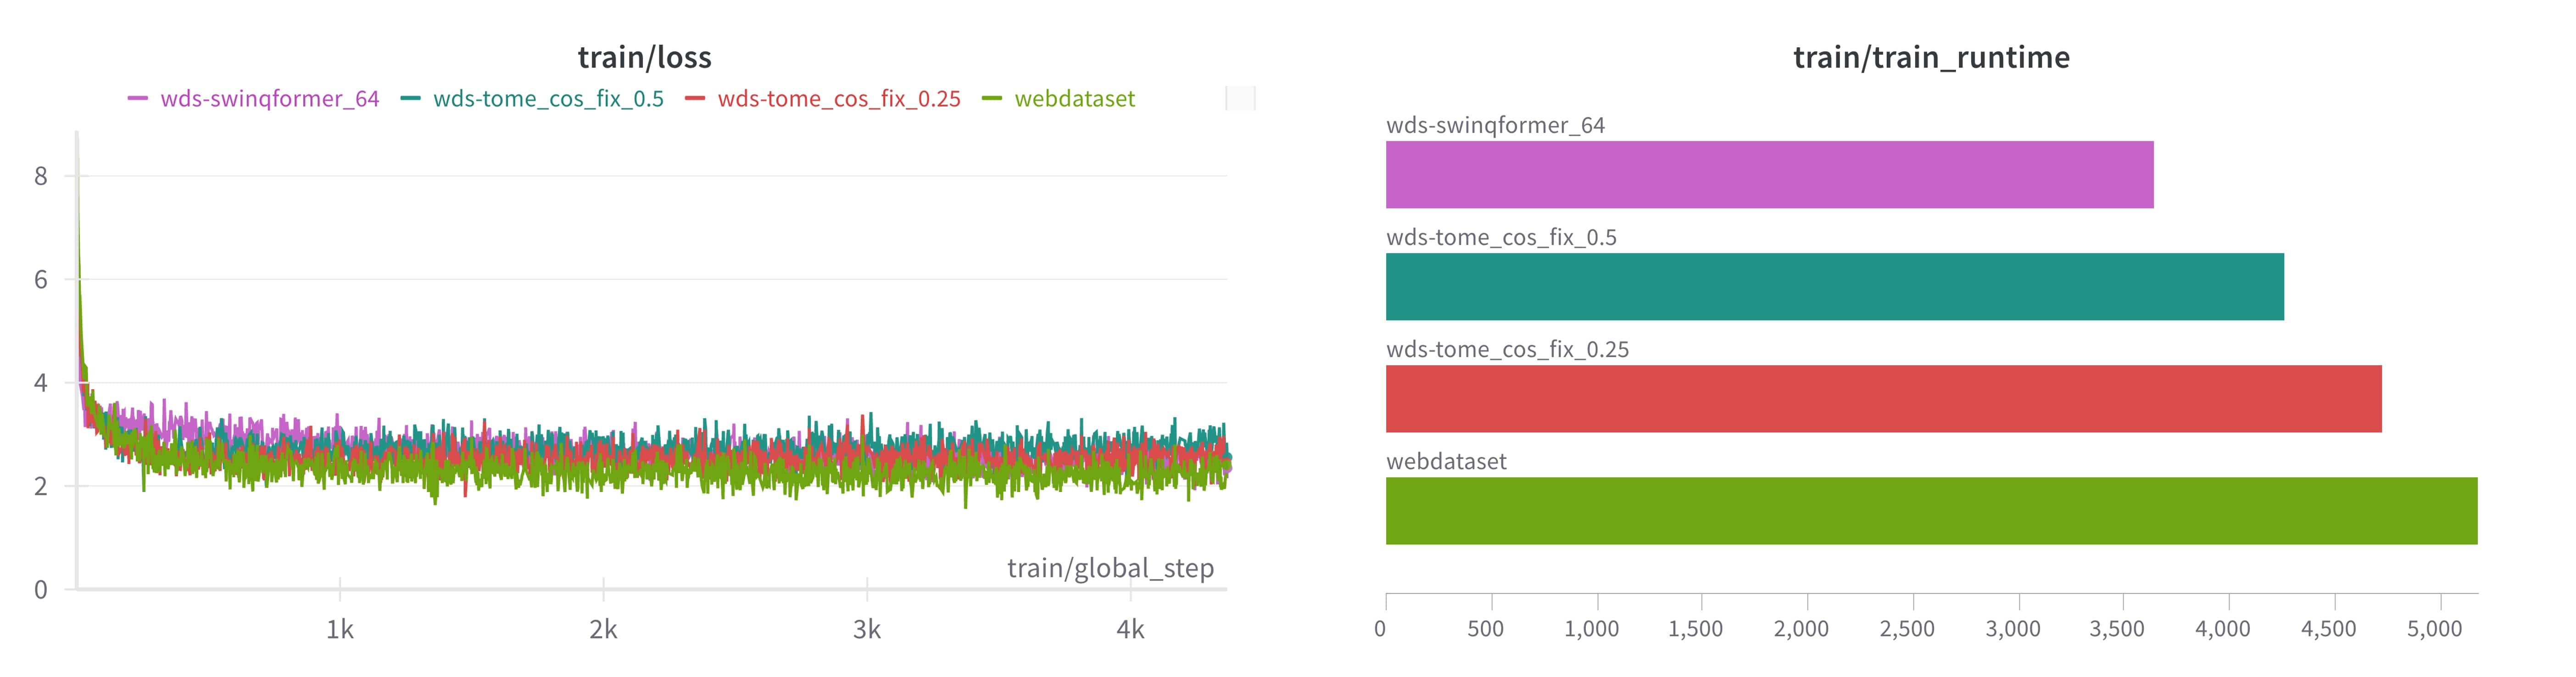 train/loss
wds-swinqformer_64 wds-tome_cos_fix_0.5 wds-tome_cos_fix_0.25 webdataset
8
6
4
2
0
train/global_step
1k 2k 3k 4k
train/train_runtime
wds-swinqformer_64
wds-tome_cos_fix_0.5
wds-tome_cos_fix_0.25
webdataset
0 500 1,000 1,500 2,000 2,500 3,000 3,500 4,000 4,500 5,000